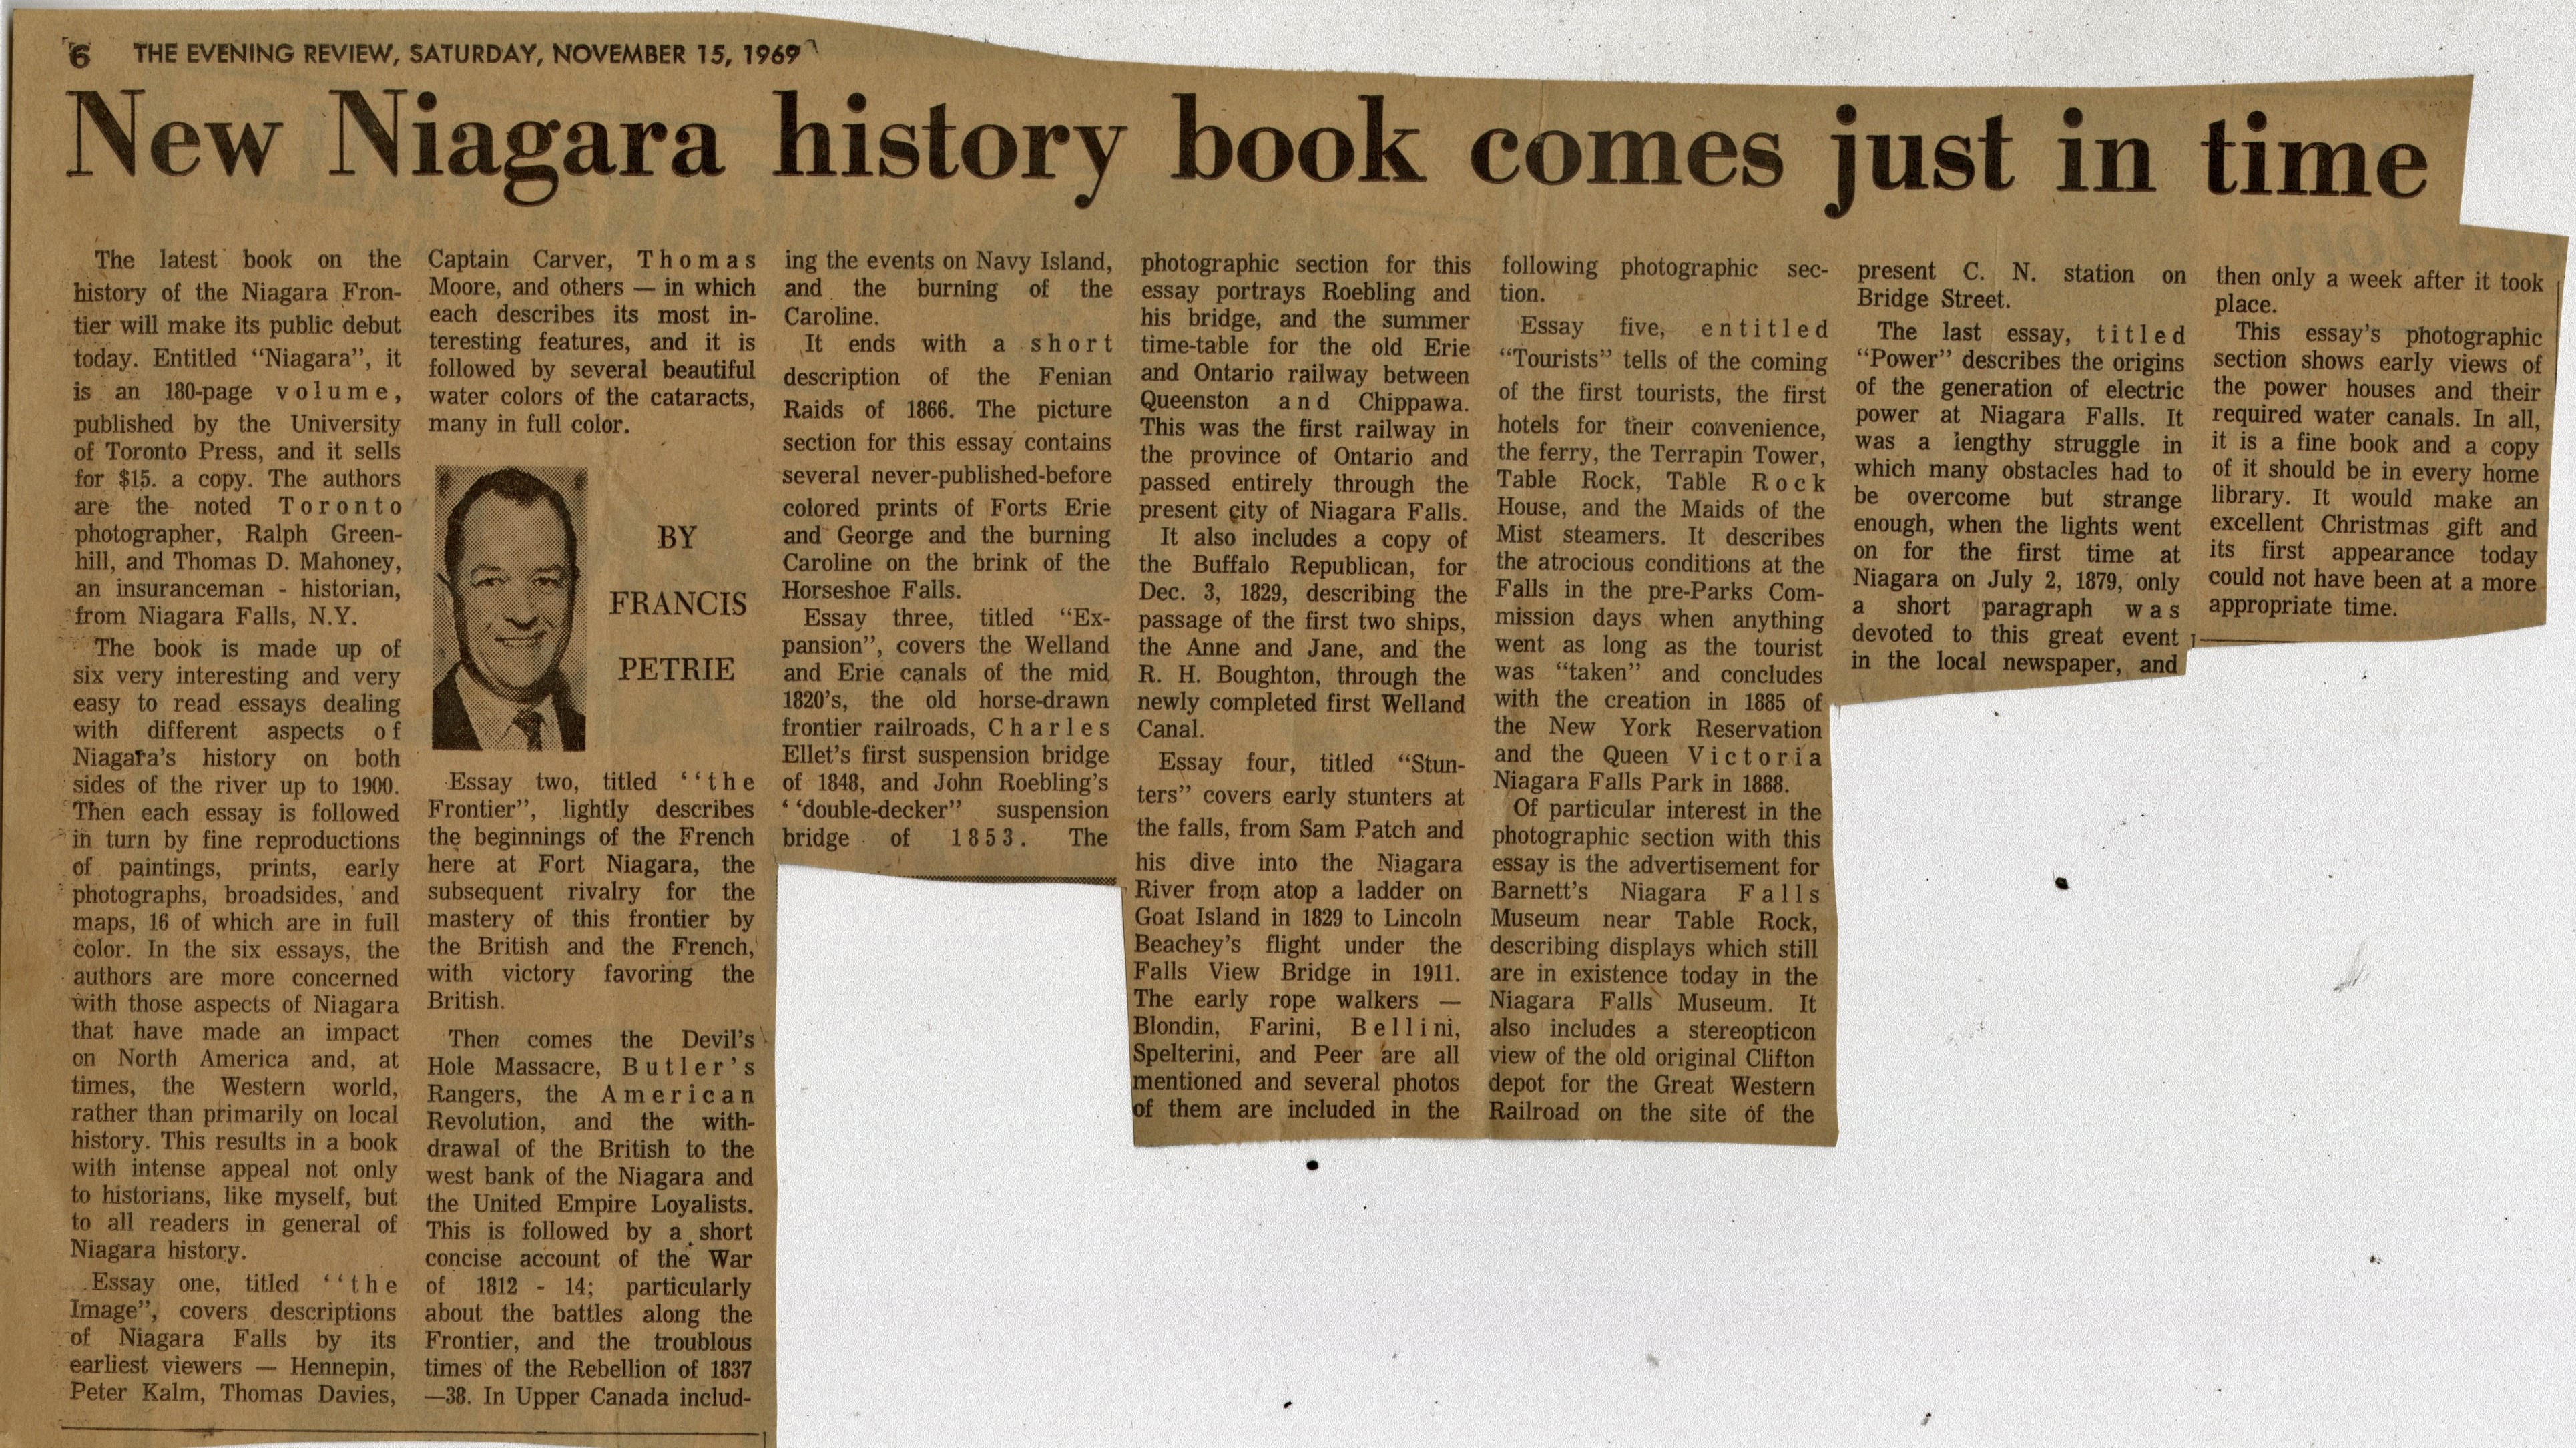 6 THE EVENING REVIEW, SATURDAY, NOVEMBER 15, 1969
New Niagara history book comes just in time
The latest book on the
history of the Niagara Fron-
tier will make its public debut
today. Entitled “Niagara”, it
is an 180-page volume,
published by the University
of Toronto Press, and it sells
for $15. a copy. The authors
are the noted Toronto
photographer, Ralph Green-
hill, and Thomas D. Mahoney,
an insuranceman - historian,
from Niagara Falls, N.Y.
The book is made up of
six very interesting and very
easy to read essays dealing
with different aspects of
Niagara's history on both
sides of the river up to 1900.
Then each essay is followed
in turn by fine reproductions
of paintings, prints, early
photographs, broadsides, and
maps, 16 of which are in full
color. In the six essays, the
authors are more concerned
with those aspects of Niagara
that have made an impact
on North America and, at
times, the Western world,
rather than primarily on local
history. This results in a book
with intense appeal not only
to historians, like myself, but
to all readers in general of
Niagara history.
Essay one, titled ‘‘the
Image”, covers descriptions
of Niagara Falls by its
earliest viewers — Hennepin,
Peter Kalm, Thomas Davies,
Captain Carver, Thomas
Moore, and others — in which
each describes its most in-
teresting features, and it is
followed by several beautiful
water colors of the cataracts,
many in full color.
BY
FRANCIS
PETRIE
Essay two, titled ‘‘the
Frontier”, lightly describes
the beginnings of the French
here at Fort Niagara, the
subsequent rivalry for the
mastery of this frontier by
the British and the French,
with victory favoring the
British.
Then comes the Devil's
Hole Massacre, Butler's
Rangers, the American
Revolution, and the with-
drawal of the British to the
west bank of the Niagara and
the United Empire Loyalists.
This is followed by a short
concise account of the War
of 1812 - 14; particularly
about the battles along the
Frontier, and the troublous
times of the Rebellion of 1837
—38. In Upper Canada includ-
ing the events on Navy Island,
and the burning of the
Caroline.
It ends with a short
description of the Fenian
Raids of 1866. The picture
section for this essay contains
several never-published-before
colored prints of Forts Erie
and George and the burning
Caroline on the brink of the
Horseshoe Falls.
Essay three, titled “Ex-
pansion”, covers the Welland
and Erie canals of the mid
1820's, the old horse-drawn
frontier railroads, Charles
Ellet's first suspension bridge
of 1848, and John Roebling's
‘‘double-decker” suspension
bridge of 1853. The
photographic section for this
essay portrays Roebling and
his bridge, and the summer
time-table for the old Erie
and Ontario railway between
Queenston and Chippawa.
This was the first railway in
the province of Ontario and
passed entirely through the
present city of Niagara Falls.
It also includes a copy of
the Buffalo Republican, for
Dec. 3, 1829, describing the
passage of the first two ships,
the Anne and Jane, and the
R. H. Boughton, through the
newly completed first Welland
Canal.
Essay four, titled “Stun-
ters” covers early stunters at
the falls, from Sam Patch and
his dive into the Niagara
River from atop a ladder on
Goat Island in 1829 to Lincoln
Beachey's flight under the
Falls View Bridge in 1911.
The early rope walkers —
Blondin, Farini, Bellini,
Spelterini, and Peer are all
mentioned and several photos
of them are included in the
following photographic sec-
tion.
Essay five, entitled
“Tourists” tells of the coming
of the first tourists, the first
hotels for their convenience,
the ferry, the Terrapin Tower,
Table Rock, Table Rock
House, and the Maids of the
Mist steamers. It describes
the atrocious conditions at the
Falls in the pre-Parks Com-
mission days when anything
went as long as the tourist
was “taken” and concludes
with the creation in 1885 of
the New York Reservation
and the Queen Victoria
Niagara Falls Park in 1888.
Of particular interest in the
photographic section with this
essay is the advertisement for
Barnett's Niagara Falls
Museum near Table Rock,
describing displays which still
are in existence today in the
Niagara Falls Museum. It
also includes a stereopticon
view of the old original Clifton
depot for the Great Western
Railroad on the site of the
present C. N. station on
Bridge Street.
The last essay, titled
“Power” describes the origins
of the generation of electric
power at Niagara Falls. It
was a lengthy struggle in
which many obstacles had to
be overcome but strange
enough, when the lights went
on for the first time at
Niagara on July 2, 1879, only
a short paragraph was
devoted to this great event
in the local newspaper, and
then only a week after it took
place.
This essay's photographic
section shows early views of
the power houses and their
required water canals. In all,
it is a fine book and a copy
of it should be in every home
library. It would make an
excellent Christmas gift and
its first appearance today
could not have been at a more
appropriate time.